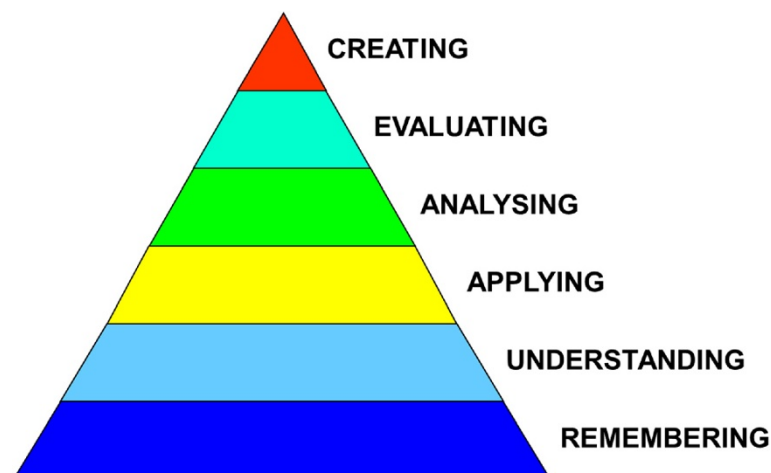 CREATING
EVALUATING
ANALYSING
APPLYING
UNDERSTANDING
REMEMBERING